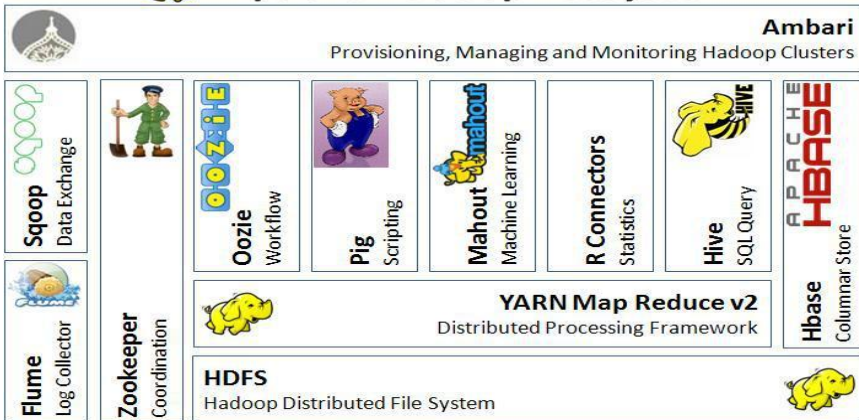 Ambari
Provisioning, Managing and Monitoring Hadoop Clusters
sqoop
Sqoop
Data Exchange
Zookeeper
Coordination
OOZIE
Oozie
Workflow
Pig
Scripting
mahout
Mahout
Machine Learning
R Connectors
Statistics
HIVE
Hive
SQL Query
APACHE
HBASE
Hbase
Columnar Store
FLUME
Flume
Log Collector
YARN Map Reduce v2
Distributed Processing Framework
HDFS
Hadoop Distributed File System